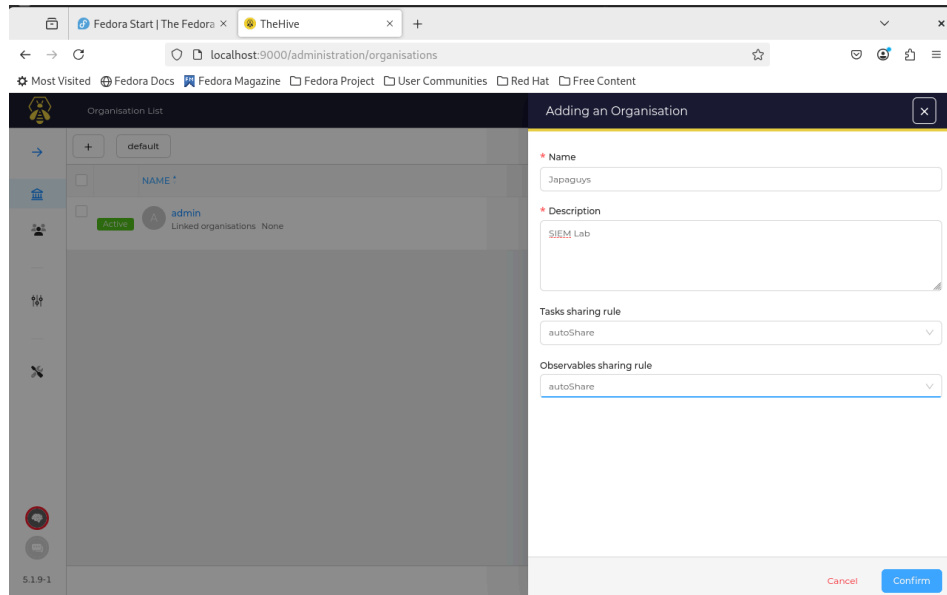 Fedora Start | The Fedora
TheHive
localhost:9000/administration/organisations
Most Visited Fedora Docs Fedora Magazine Fedora Project User Communities Red Hat Free Content
Organisation List
default
NAME
Active
A
admin
Linked organisations None
5.1.9-1
Adding an Organisation
* Name
Japaguys
* Description
SIEM Lab
Tasks sharing rule
autoShare
Observables sharing rule
autoShare
Cancel Confirm